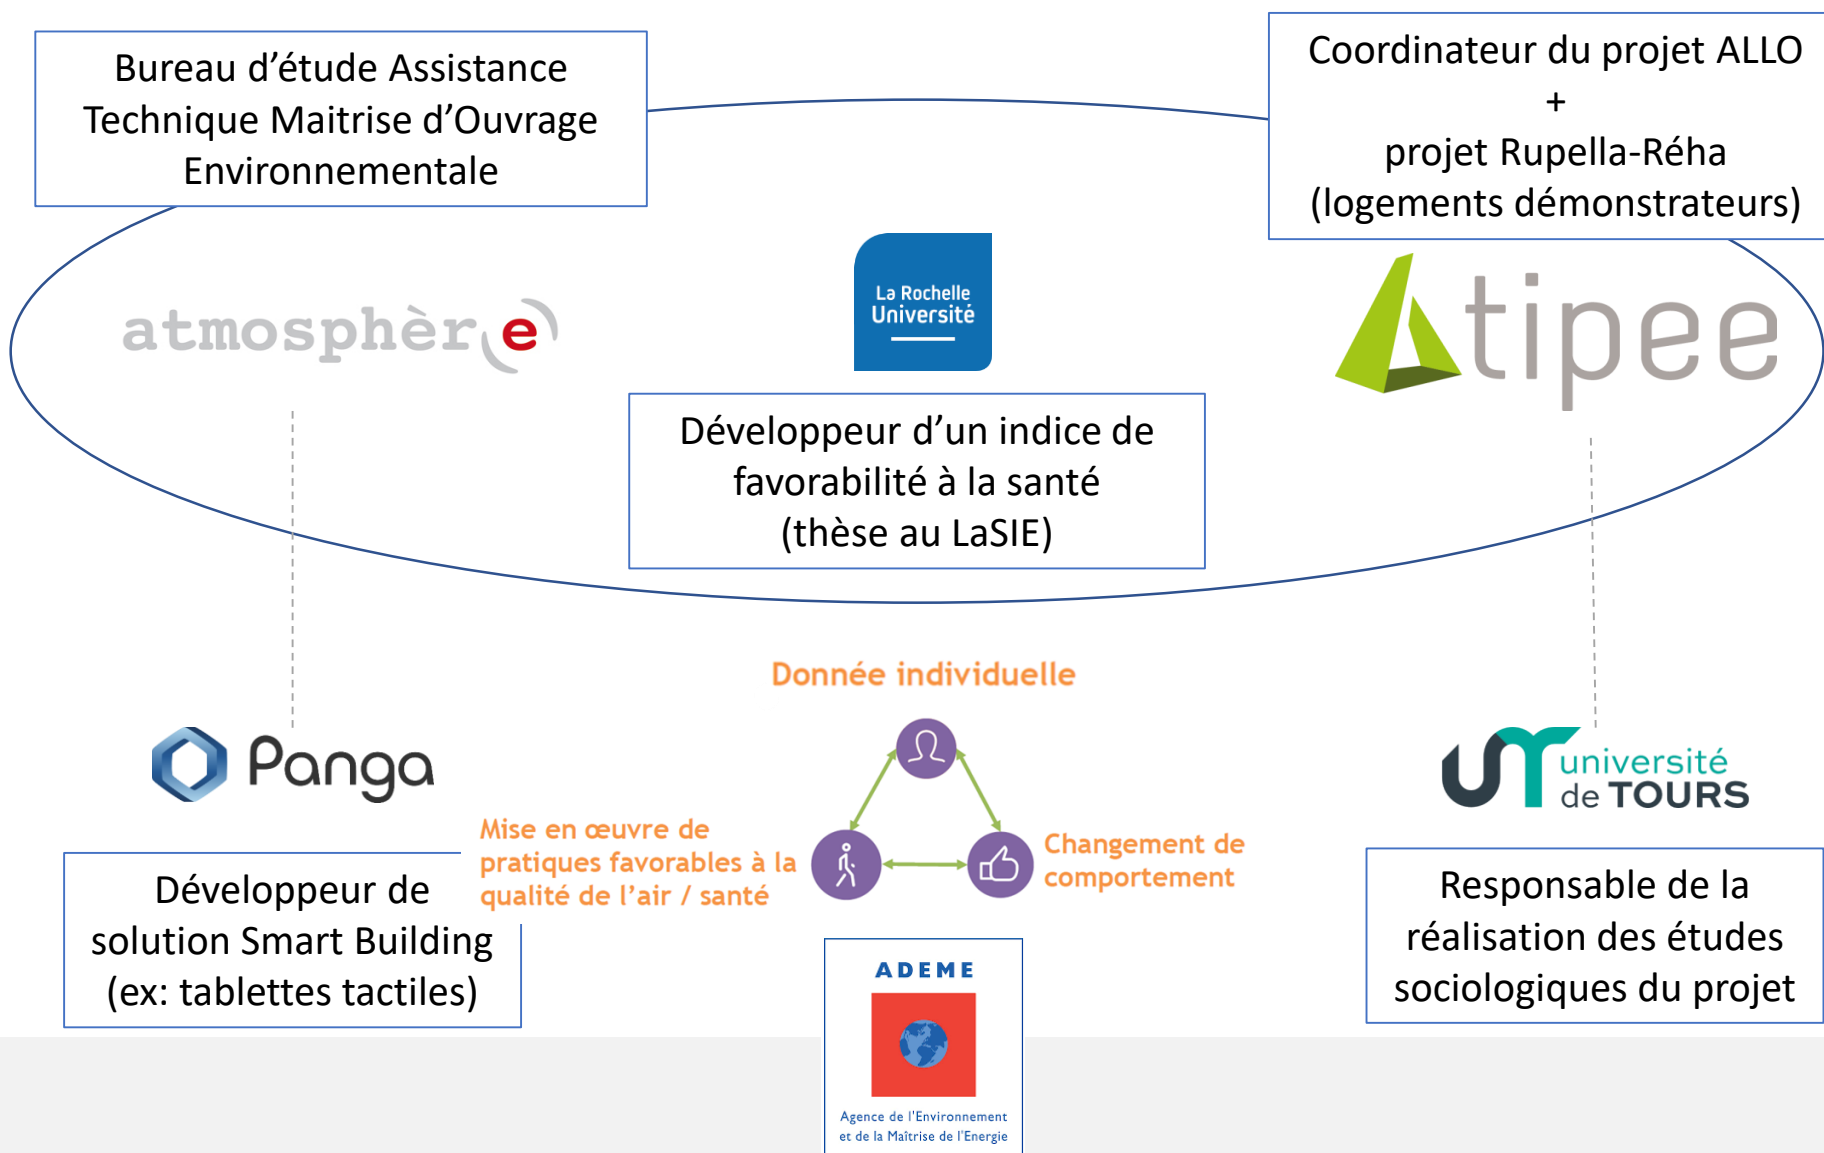 Bureau d'étude Assistance
Technique Maitrise d'Ouvrage
Environnementale
Coordinateur du projet ALLO
+
projet Rupella-Réha
(logements démonstrateurs)
atmosphère
La Rochelle
Université
tipee
Développeur d'un indice de
favorabilité à la santé
(thèse au LaSIE)
Donnée individuelle
Panga
Mise en œuvre de
pratiques favorables à la
qualité de l'air / santé
Changement de
comportement
université
de TOURS
Développeur de
solution Smart Building
(ex: tablettes tactiles)
Responsable de la
réalisation des études
sociologiques du projet
ADEME
Agence de l'Environnement
et de la Maîtrise de l'Energie